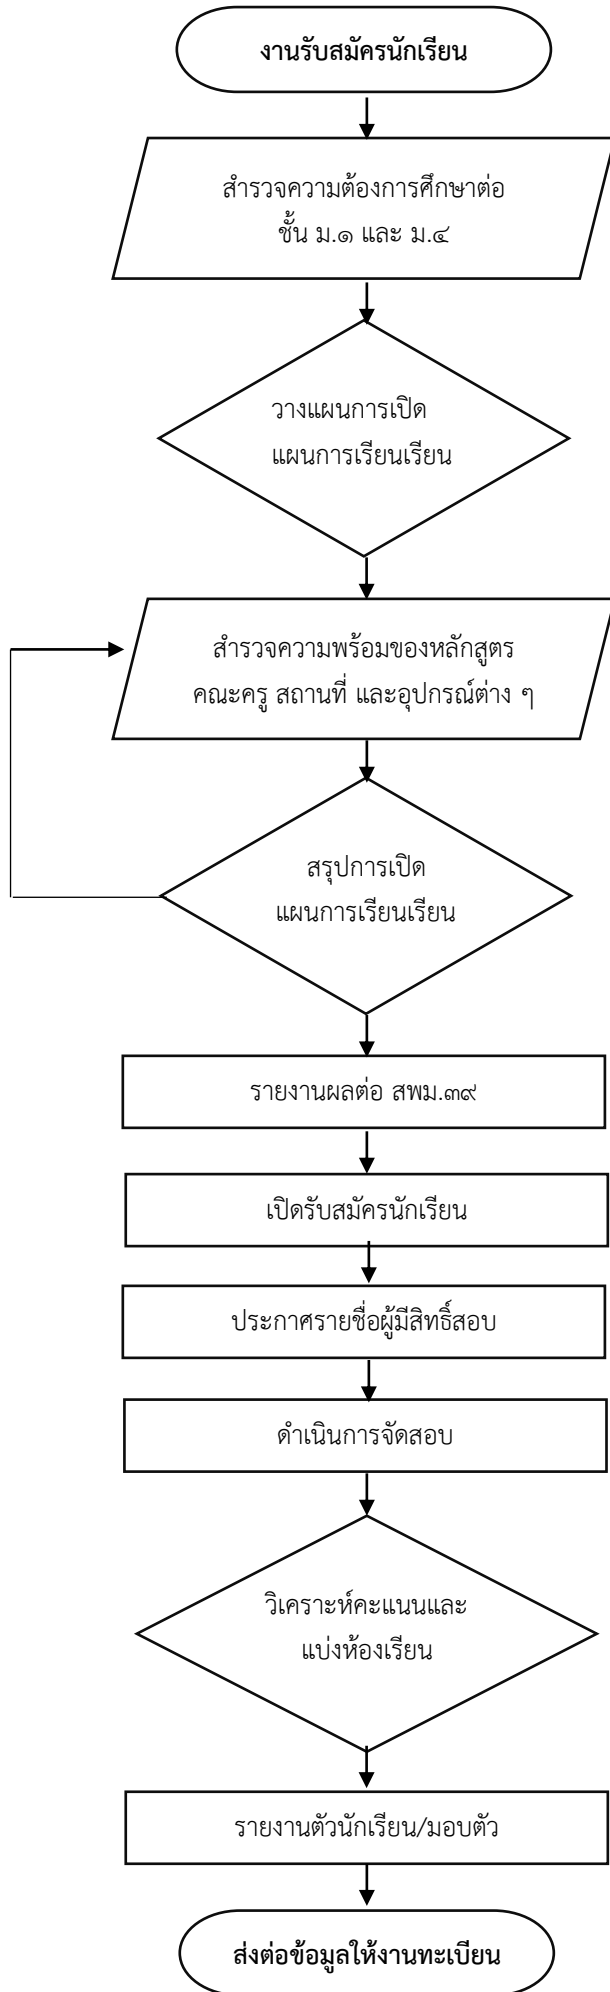 งานรับสมัครนักเรียน
สำรวจความต้องการศึกษาต่อ
ชั้น ม.๑ และ ม.๔
วางแผนการเปิด
แผนการเรียนเรียน
สำรวจความพร้อมของหลักสูตร
คณะครู สถานที่ และอุปกรณ์ต่าง ๆ
สรุปการเปิด
แผนการเรียนเรียน
รายงานผลต่อ สพม.๓๙
เปิดรับสมัครนักเรียน
ประกาศรายชื่อผู้มีสิทธิ์สอบ
ดำเนินการจัดสอบ
วิเคราะห์คะแนนและ
แบ่งห้องเรียน
รายงานตัวนักเรียน/มอบตัว
ส่งต่อข้อมูลให้งานทะเบียน